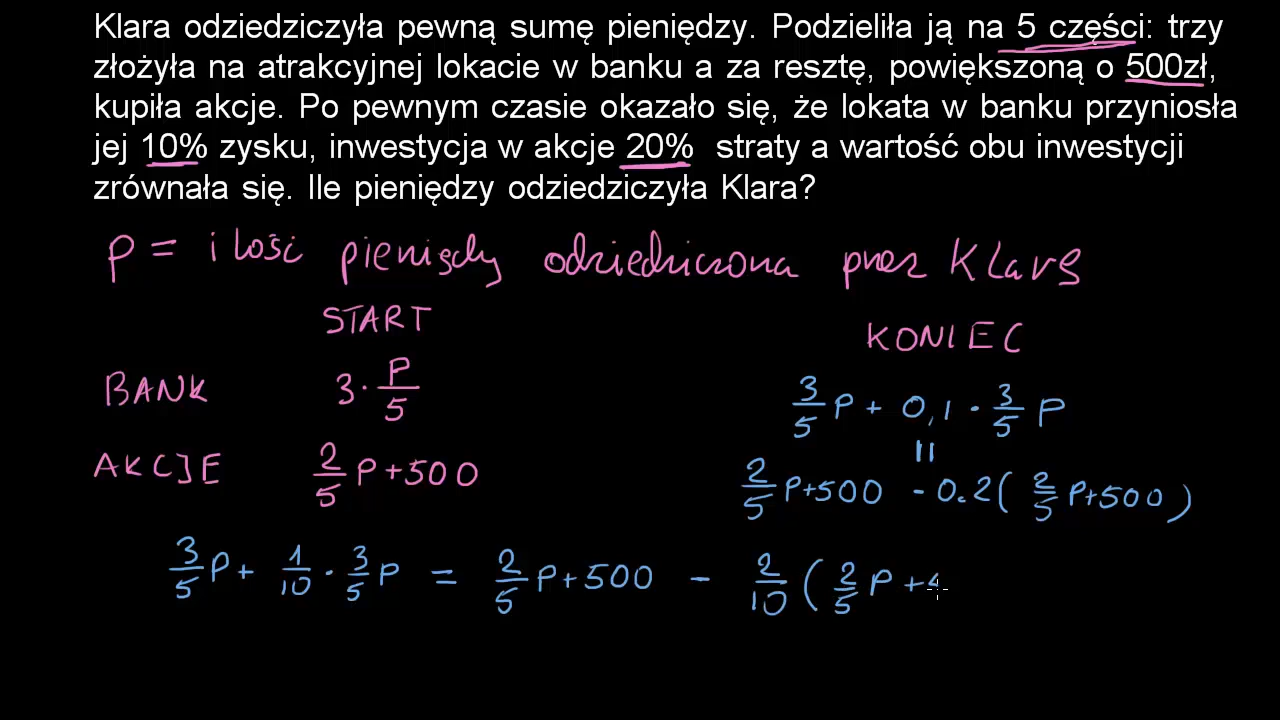 Klara odziedziczyła pewną sumę pieniędzy. Podzieliła ją na 5 części: trzy
złożyła na atrakcyjnej lokacie w banku a za resztę, powiększoną o 500zł,
kupiła akcje. Po pewnym czasie okazało się, że lokata w banku przyniosła
jej 10% zysku, inwestycja w akcje 20% straty a wartość obu inwestycji
zrównała się. Ile pieniędzy odziedziczyła Klara?
P = ilość pieniędzy odziedziczona przez Klarę
START
KONIEC
BANK 3 · P/5
3/5 P + 0,1 · 3/5 P
=
AKCJE 2/5 P + 500
2/5 P + 500 - 0.2 ( 2/5 P + 500 )
3/5 P + 1/10 · 3/5 P = 2/5 P + 500 - 2/10 ( 2/5 P +